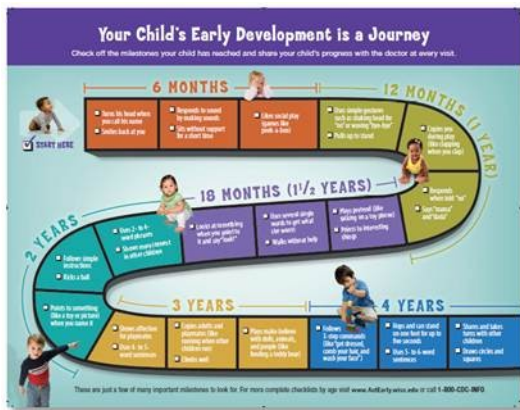 Your Child's Early Development is a Journey
Check off the milestones your child has reached and share your child's progress with the doctor at every visit.
6 MONTHS
12 MONTHS (1 YEAR)
START HERE
Turns his head when
you call his name
Smiles back at you
Responds to sound
by making sounds
Sits without support
for a short time
Likes social play
(games like
peek-a-boo)
Uses simple gestures
such as shaking head for
"no" or waving "bye-bye"
Pulls up to stand
Copies you
during play
(like clapping
when you clap)
Responds
when told "no"
Says "mama"
and "dada"
18 MONTHS (1½ YEARS)
Plays pretend (like
talking on a toy phone)
Points to interesting
things
Uses several single
words to get what
she wants
Walks without help
Looks at something
when you point to
it and say "look!"
2 YEARS
Uses 2- to 4-
word phrases
Shows more interest
in other children
Follows simple
instructions
Kicks a ball
Points to something
(like a toy or picture)
when you name it
3 YEARS
Shows affection
for playmates
Uses 4- to 5-
word sentences
Copies adults and
playmates (like
running when other
children run)
Climbs well
Plays make-believe
with dolls, animals,
and people (like
feeding a teddy bear)
4 YEARS
Follows
3-step commands
(like "get dressed,
comb your hair, and
wash your face")
Hops and can stand
on one foot for up to
five seconds
Uses 5- to 6-word
sentences
Shares and takes
turns with other
children
Draws circles and
squares
These are just a few of many important milestones to look for. For more complete checklists by age visit www.ActEarly.wisc.edu or call 1-800-CDC-INFO.